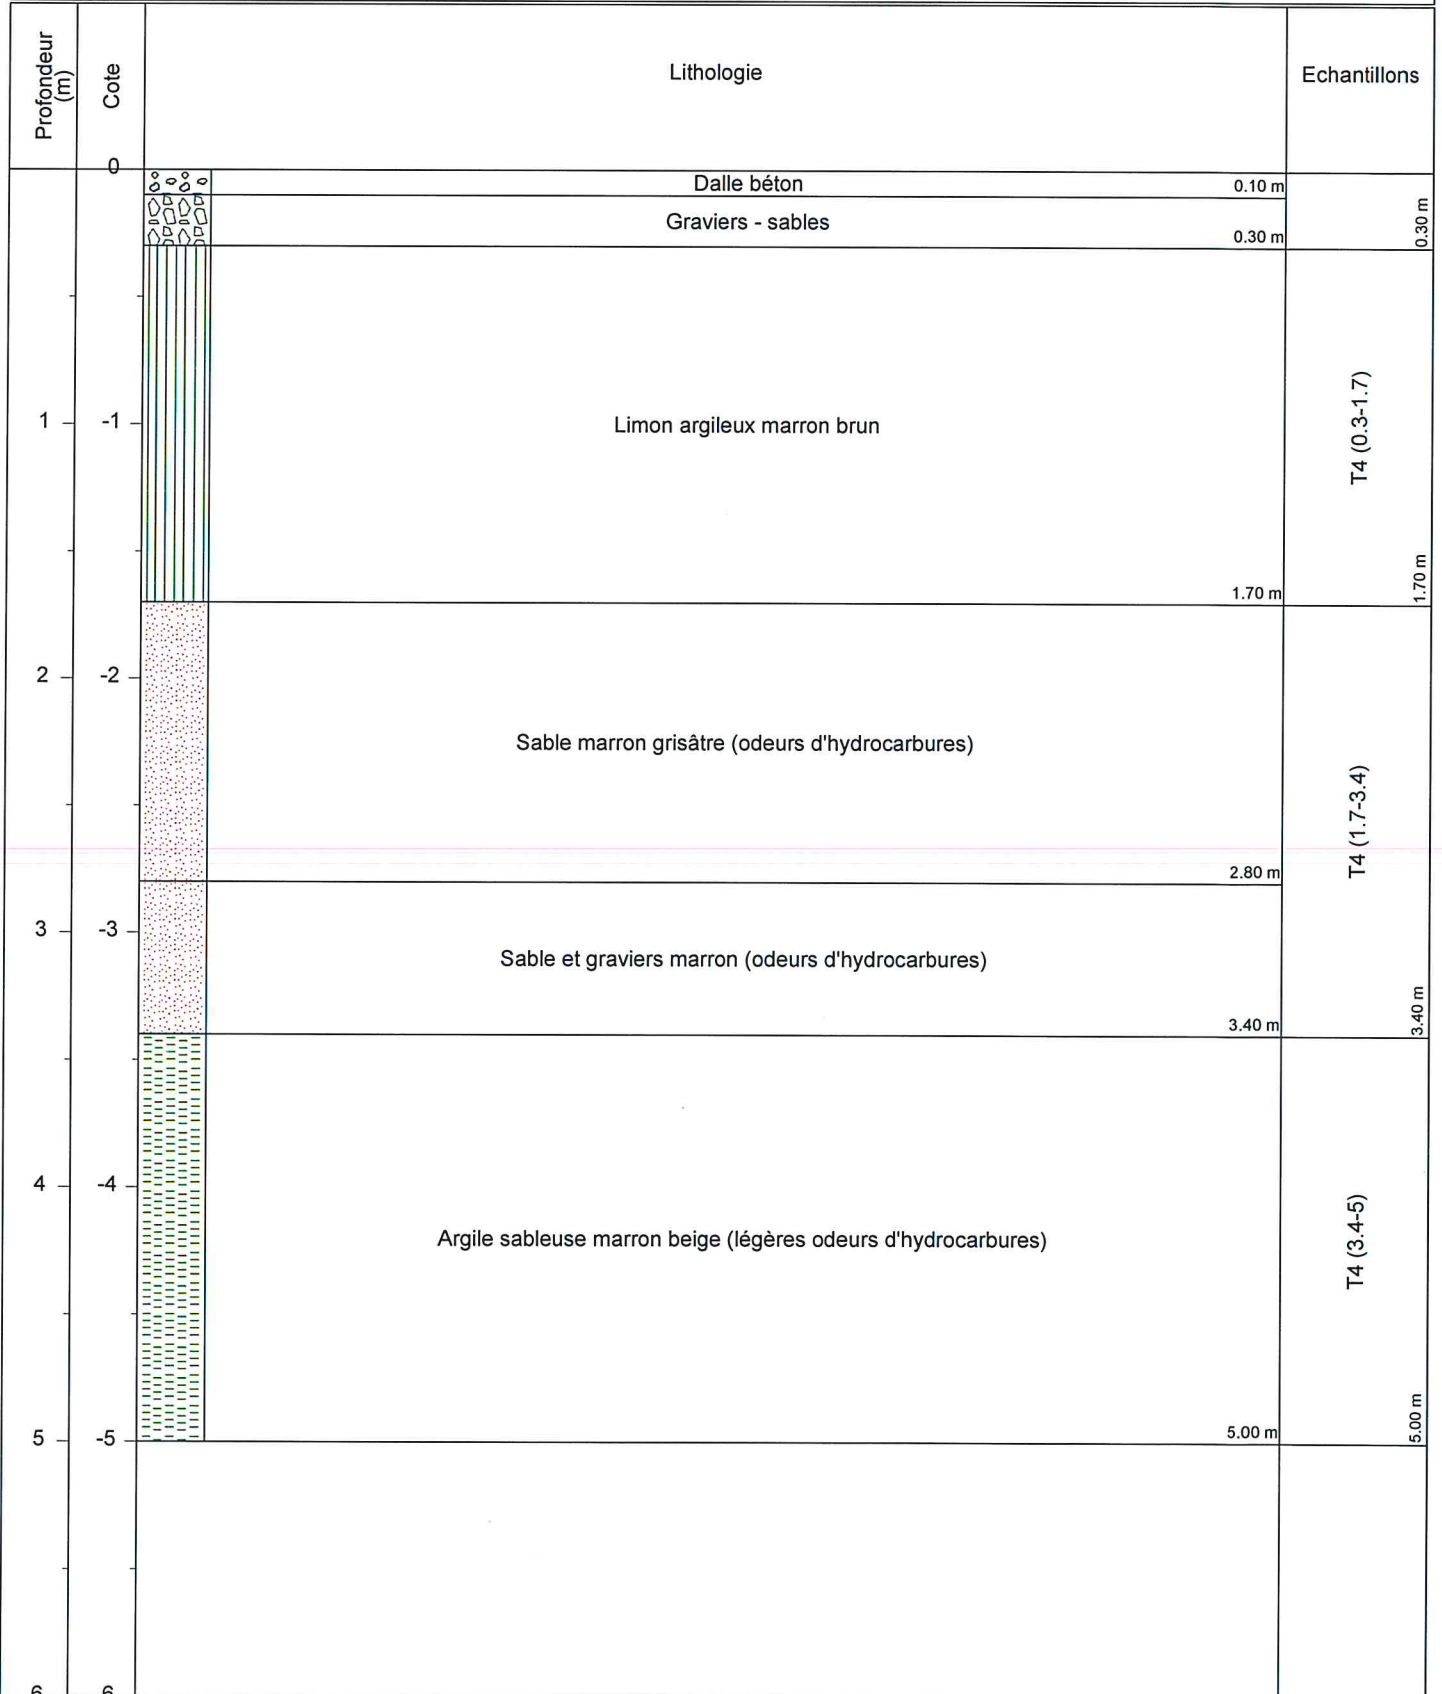 Profondeur
(m)
Cote
Lithologie
Echantillons
0
Dalle béton
0.10 m
Graviers - sables
0.30 m
0.30 m
1
-1
Limon argileux marron brun
T4 (0.3-1.7)
1.70 m
1.70 m
2
-2
Sable marron grisâtre (odeurs d'hydrocarbures)
T4 (1.7-3.4)
2.80 m
3
-3
Sable et graviers marron (odeurs d'hydrocarbures)
3.40 m
3.40 m
4
-4
Argile sableuse marron beige (légères odeurs d'hydrocarbures)
T4 (3.4-5)
5.00 m
5.00 m
5
-5
6
6